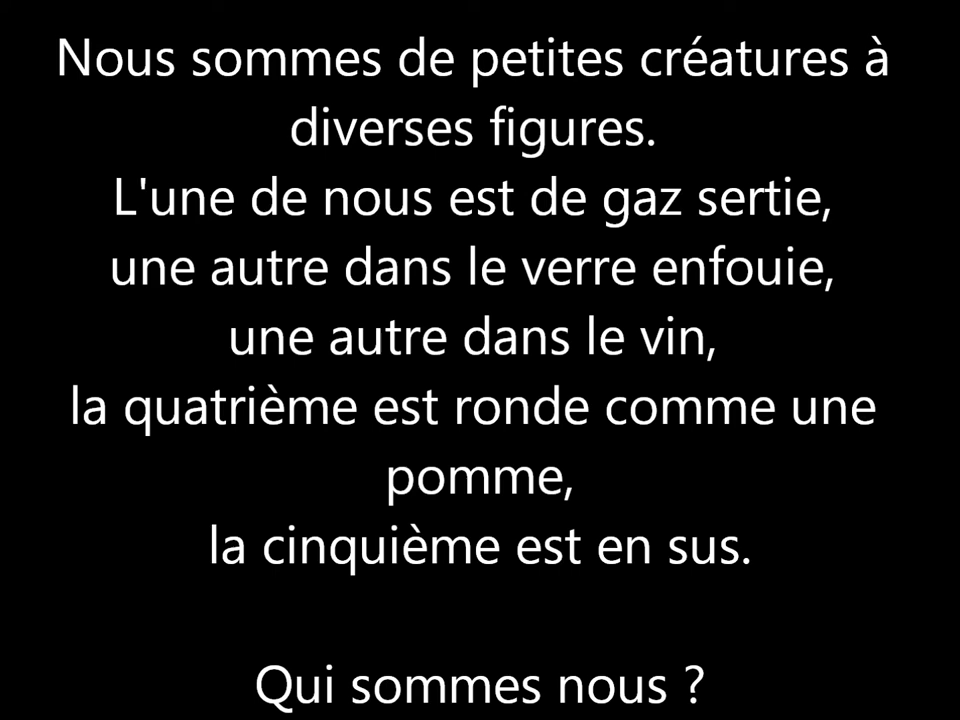 Nous sommes de petites créatures à
diverses figures.
L'une de nous est de gaz sertie,
une autre dans le verre enfouie,
une autre dans le vin,
la quatrième est ronde comme une
pomme,
la cinquième est en sus.
Qui sommes nous ?